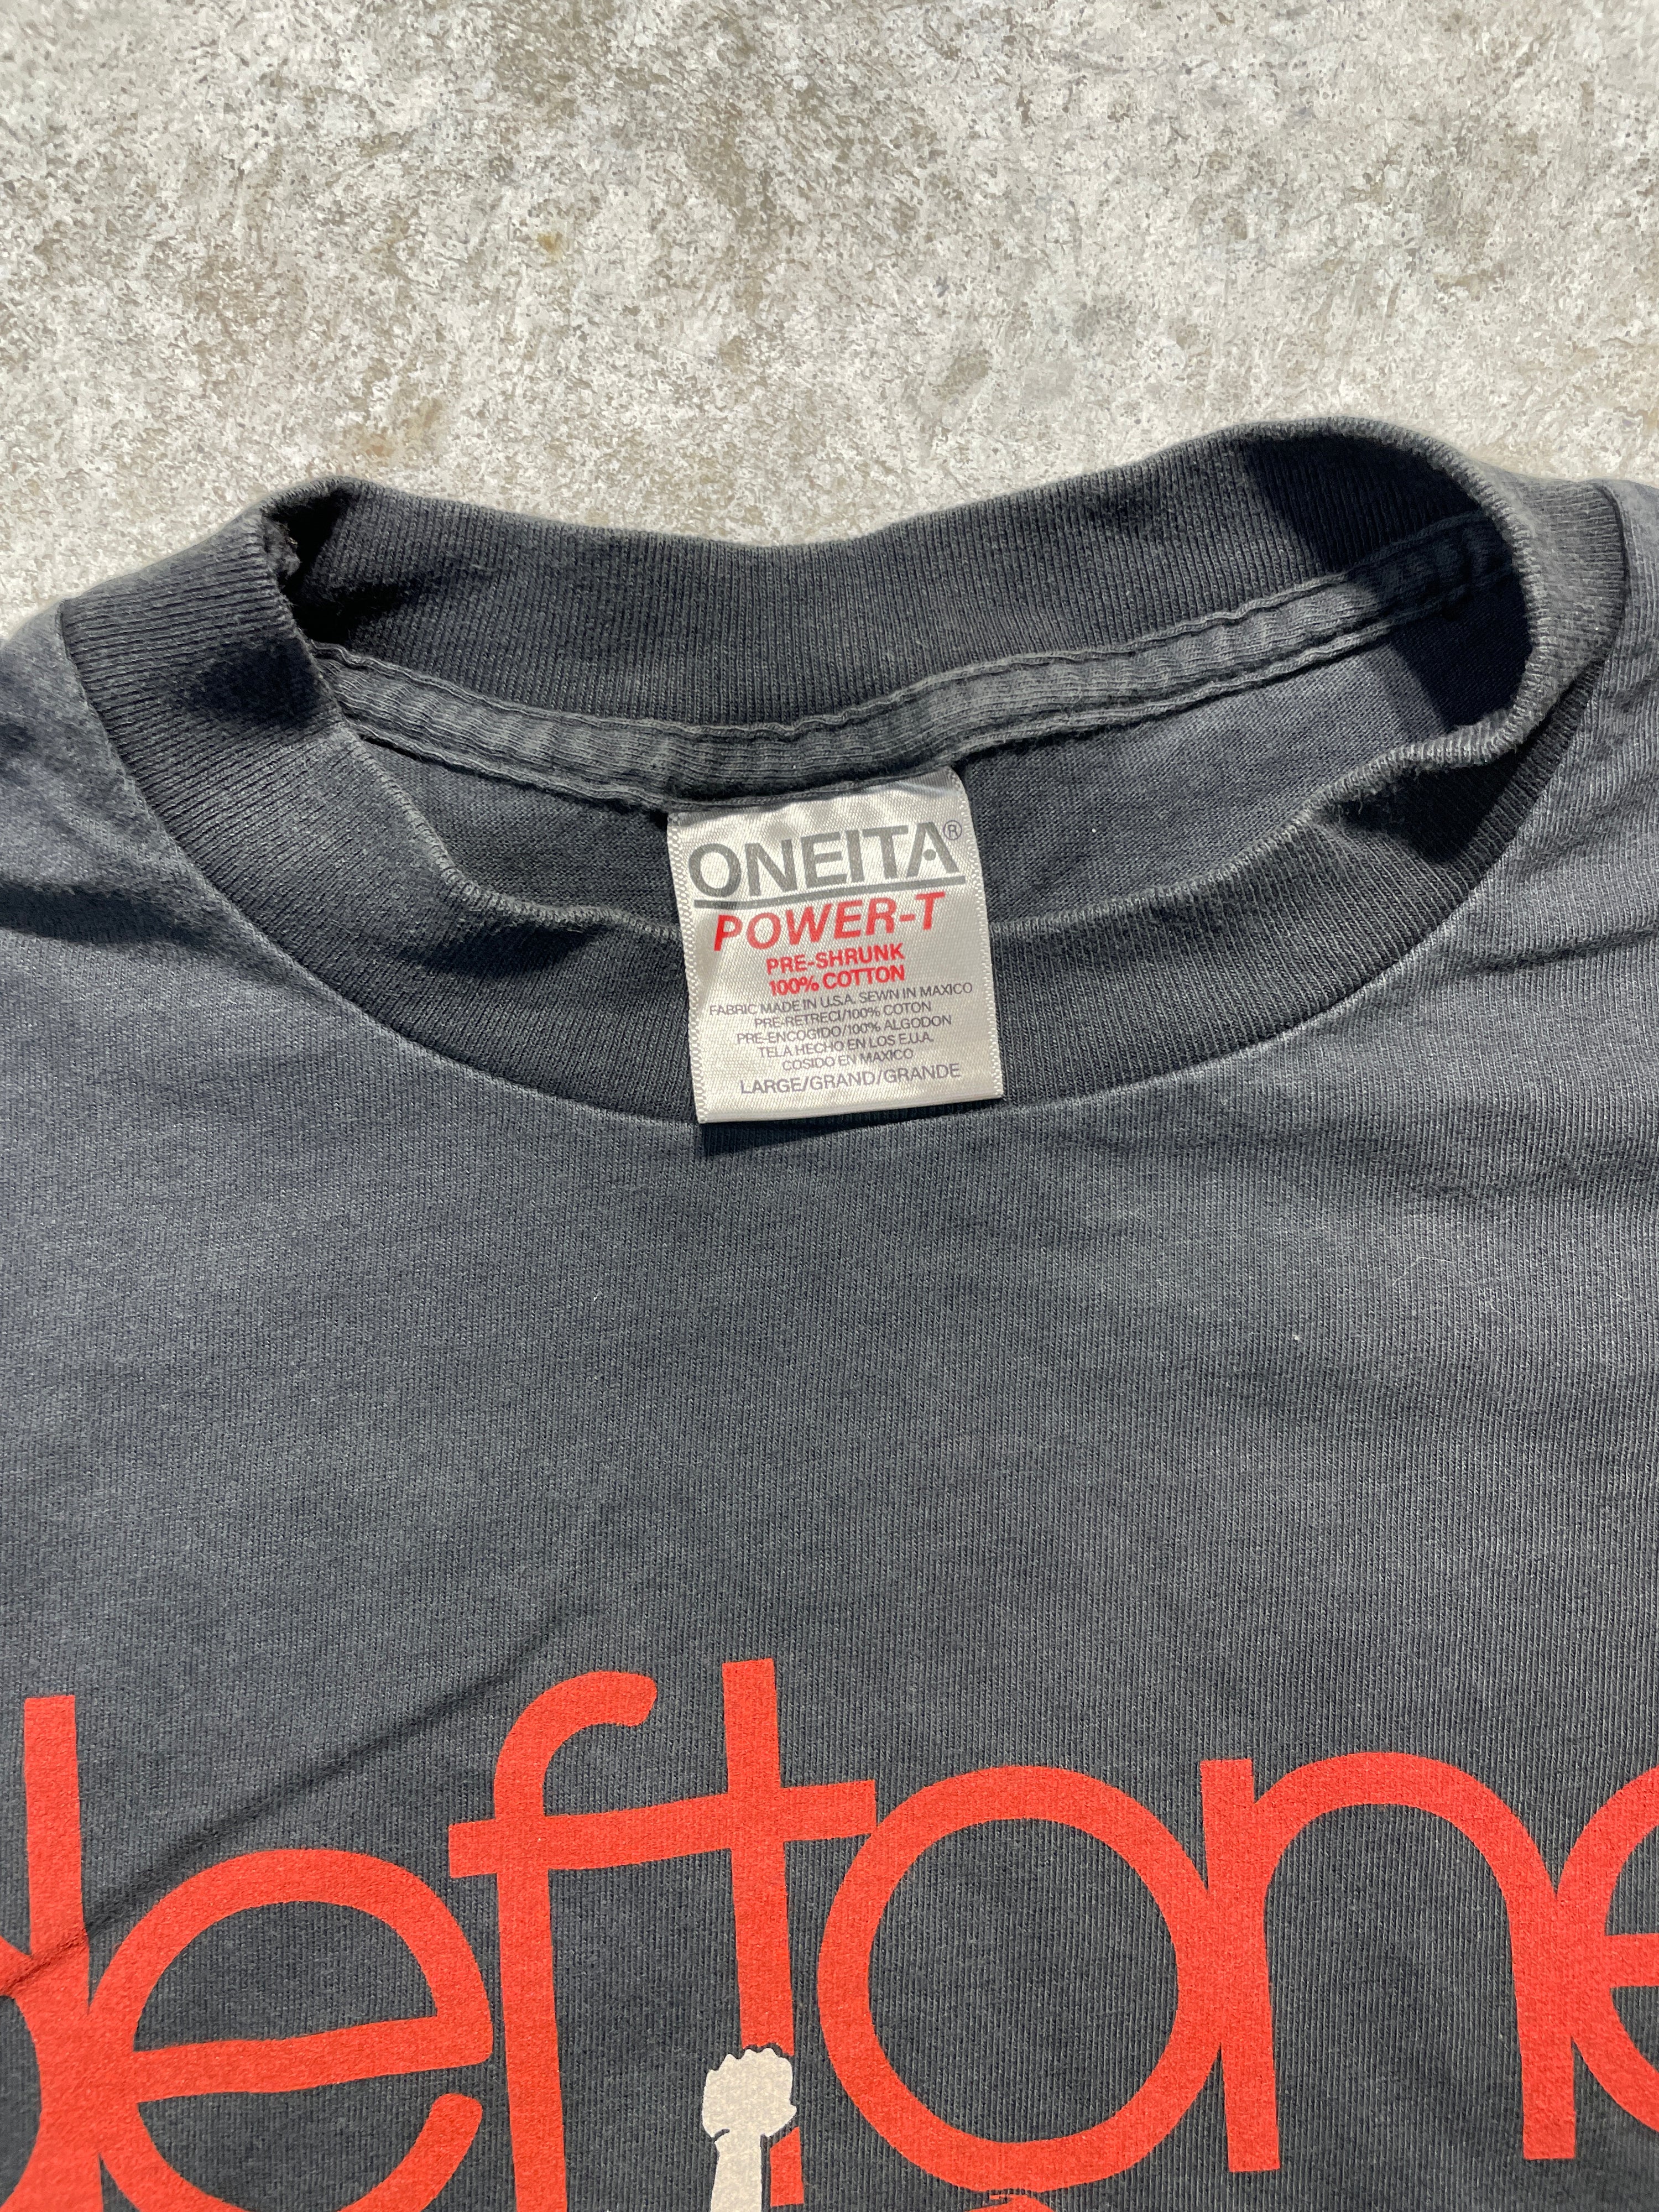 ONEITA®
POWER-T
PRE-SHRUNK
100% COTTON
FABRIC MADE IN U.S.A. SEWN IN MAXICO
PRE-RETRECI/100% COTON
PRE-ENCOGIDO/100% ALGODON
TELA HECHO EN LOS E.U.A.
COSIDO EN MAXICO
LARGE/GRAND/GRANDE
deftone